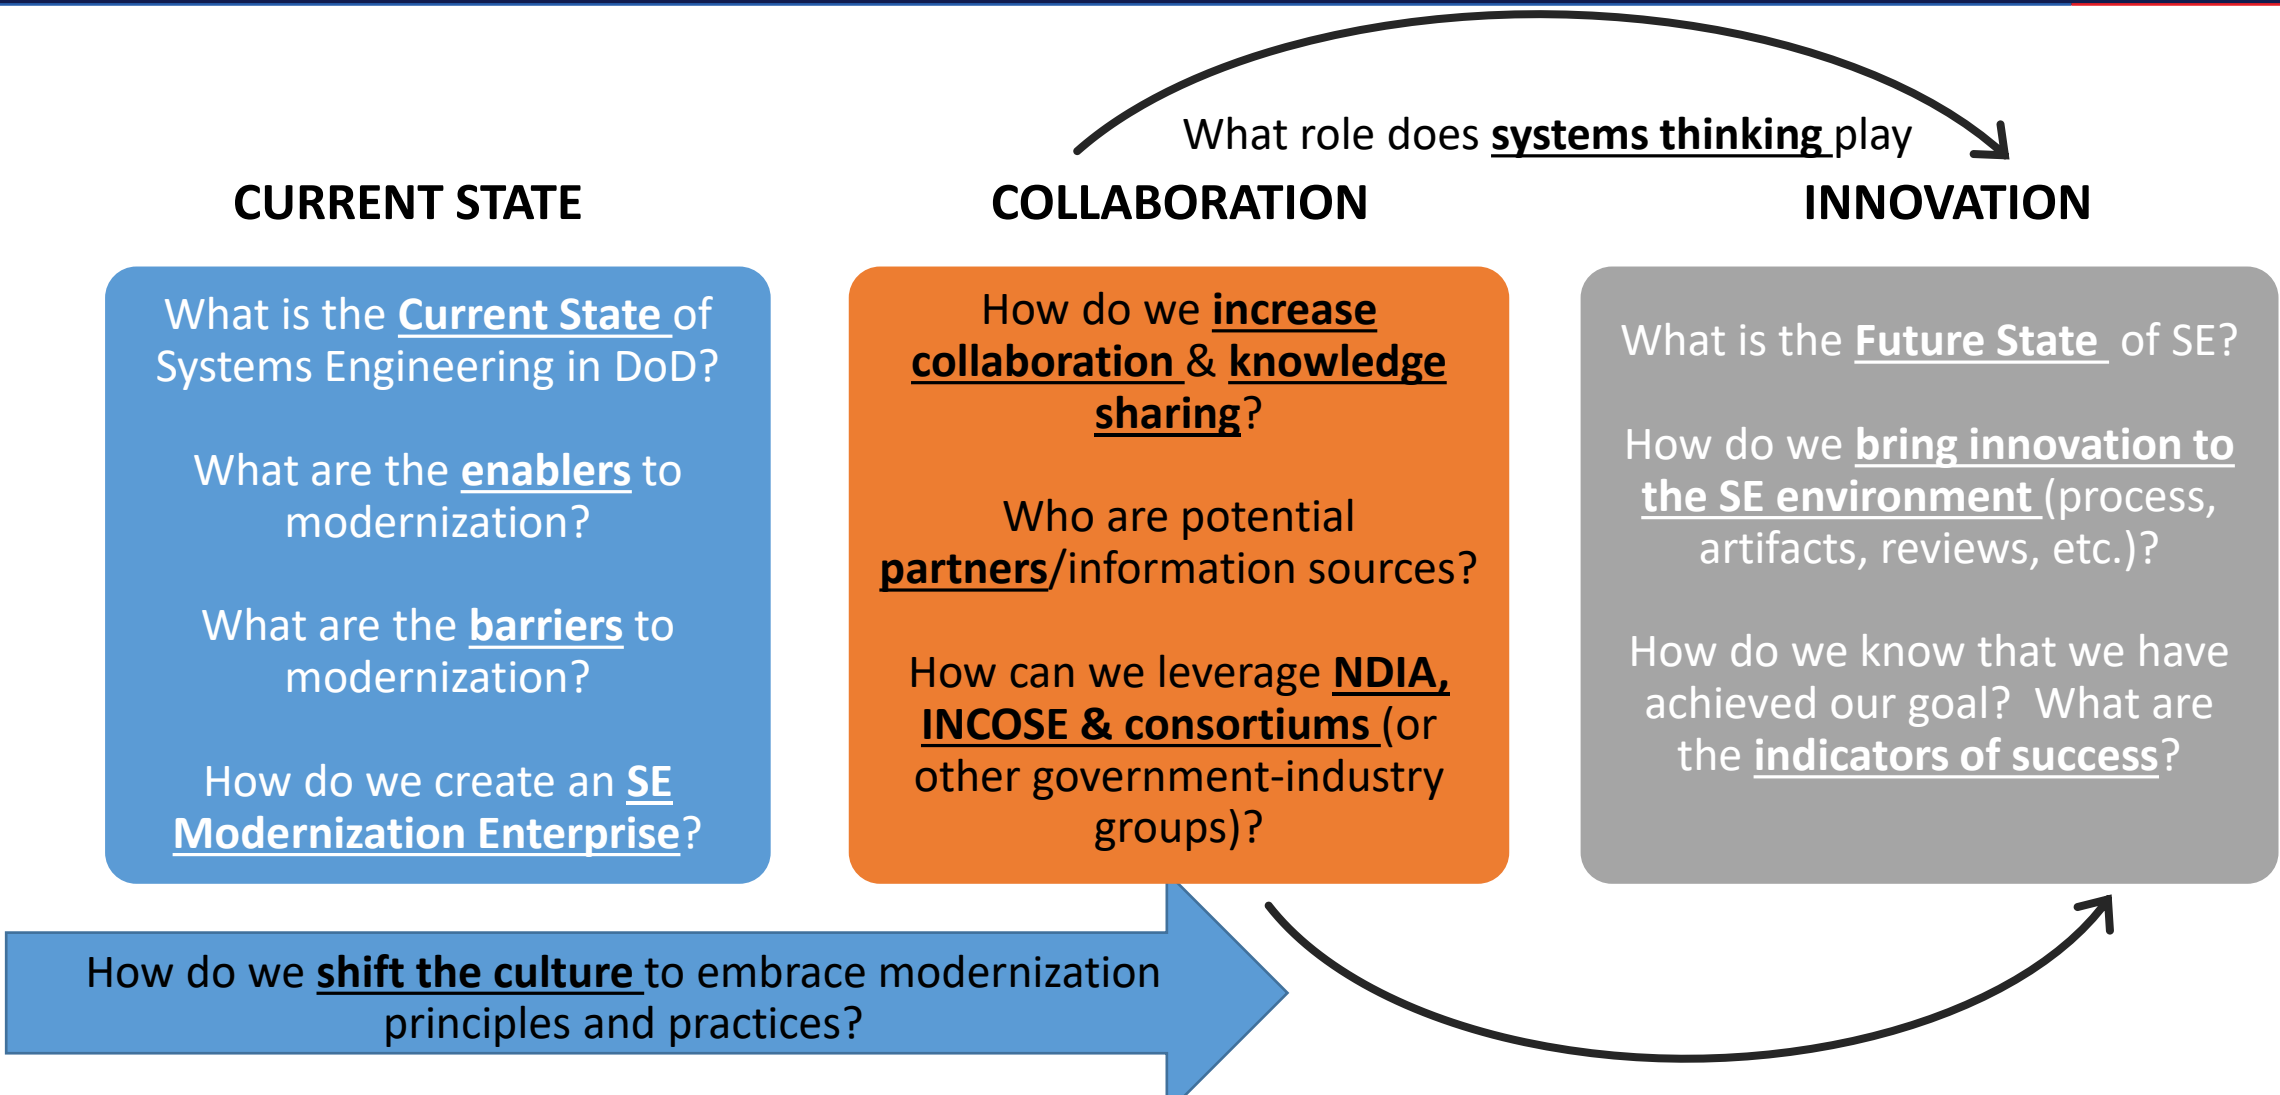 What role does systems thinking play
CURRENT STATE
What is the Current State of
Systems Engineering in DoD?
What are the enablers to
modernization?
What are the barriers to
modernization?
How do we create an SE
Modernization Enterprise?
COLLABORATION
How do we increase
collaboration & knowledge
sharing?
Who are potential
partners/information sources?
How can we leverage NDIA,
INCOSE & consortiums (or
other government-industry
groups)?
INNOVATION
What is the Future State of SE?
How do we bring innovation to
the SE environment (process,
artifacts, reviews, etc.)?
How do we know that we have
achieved our goal? What are
the indicators of success?
How do we shift the culture to embrace modernization
principles and practices?